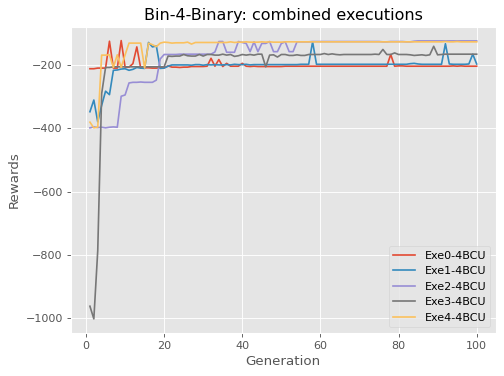 Bin-4-Binary: combined executions
Rewards
−200
−400
−600
−800
−1000
0 20 40 60 80 100
Generation
Exe0-4BCU
Exe1-4BCU
Exe2-4BCU
Exe3-4BCU
Exe4-4BCU